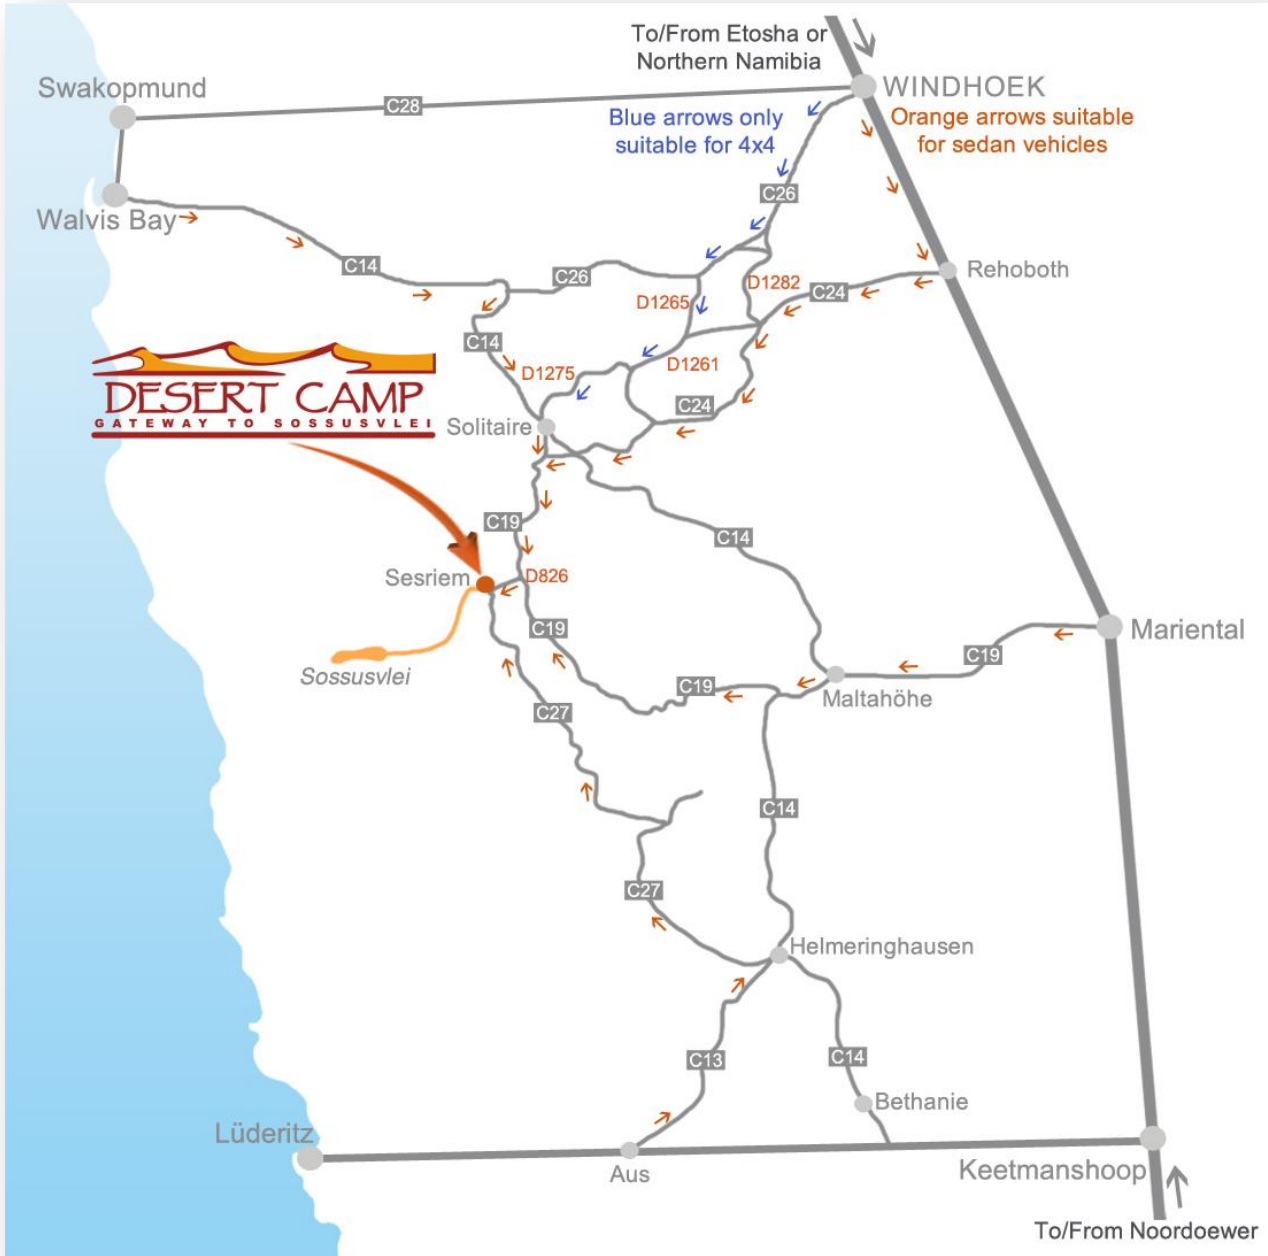 To/From Etosha or
Northern Namibia
Swakopmund
C28
WINDHOEK
Blue arrows only
suitable for 4x4
Orange arrows suitable
for sedan vehicles
C26
Walvis Bay
C14
C26
D1282
Rehoboth
C24
D1265
C14
D1275
D1261
DESERT CAMP
GATEWAY TO SOSSUSVLEI
C24
Solitaire
C19
C14
Sesriem
D826
C19
Mariental
C19
Sossusvlei
C19
Maltahöhe
C27
C14
C27
Helmeringhausen
C13
C14
Bethanie
Lüderitz
Aus
Keetmanshoop
To/From Noordoewer